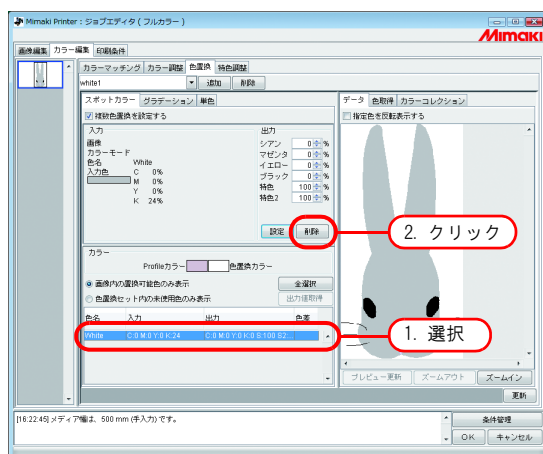 Mimaki Printer : ジョブエディタ ( フルカラー )
Mimaki
画像編集 カラー編集 印刷条件
カラーマッチング カラー調整 色置換 特色調整
white1 追加 削除
スポットカラー グラデーション 単色
複数色置換を設定する
入力
画像
カラーモード
色名 White
入力色 C 0%
M 0%
Y 0%
K 24%
出力
シアン 0 %
マゼンタ 0 %
イエロー 0 %
ブラック 0 %
特色 100 %
特色2 100 %
設定 削除
カラー
Profileカラー 色置換カラー
画像内の置換可能色のみ表示 全選択
色置換セット内の未使用色のみ表示 出力値取得
色名 入力 出力 色差
White C:0 M:0 Y:0 K:24 C:0 M:0 Y:0 K:0 S:100 S2:...
データ 色取得 カラーコレクション
指定色を反転表示する
2. クリック
1. 選択
プレビュー更新 ズームアウト ズームイン
更新
[16:22:45] メディア幅は、500 mm (手入力) です。
条件管理
OK キャンセル